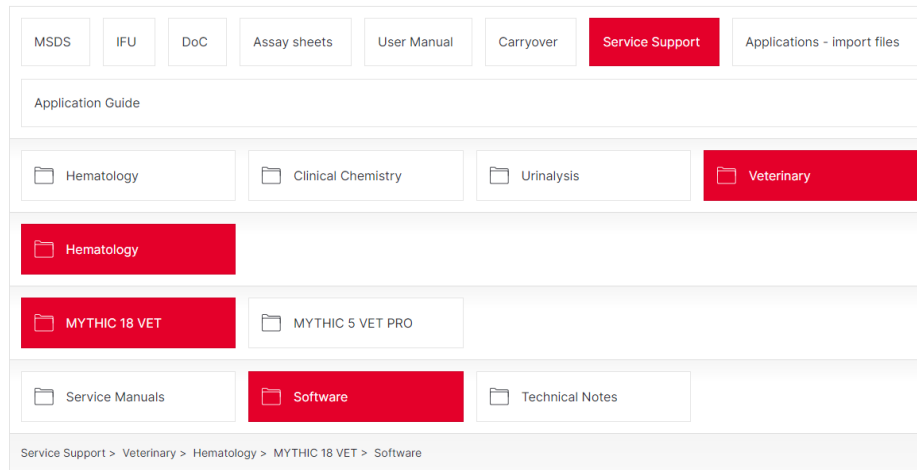 MSDS IFU DoC Assay sheets User Manual Carryover Service Support Applications - import files
Application Guide
Hematology Clinical Chemistry Urinalysis Veterinary
Hematology
MYTHIC 18 VET MYTHIC 5 VET PRO
Service Manuals Software Technical Notes
Service Support > Veterinary > Hematology > MYTHIC 18 VET > Software